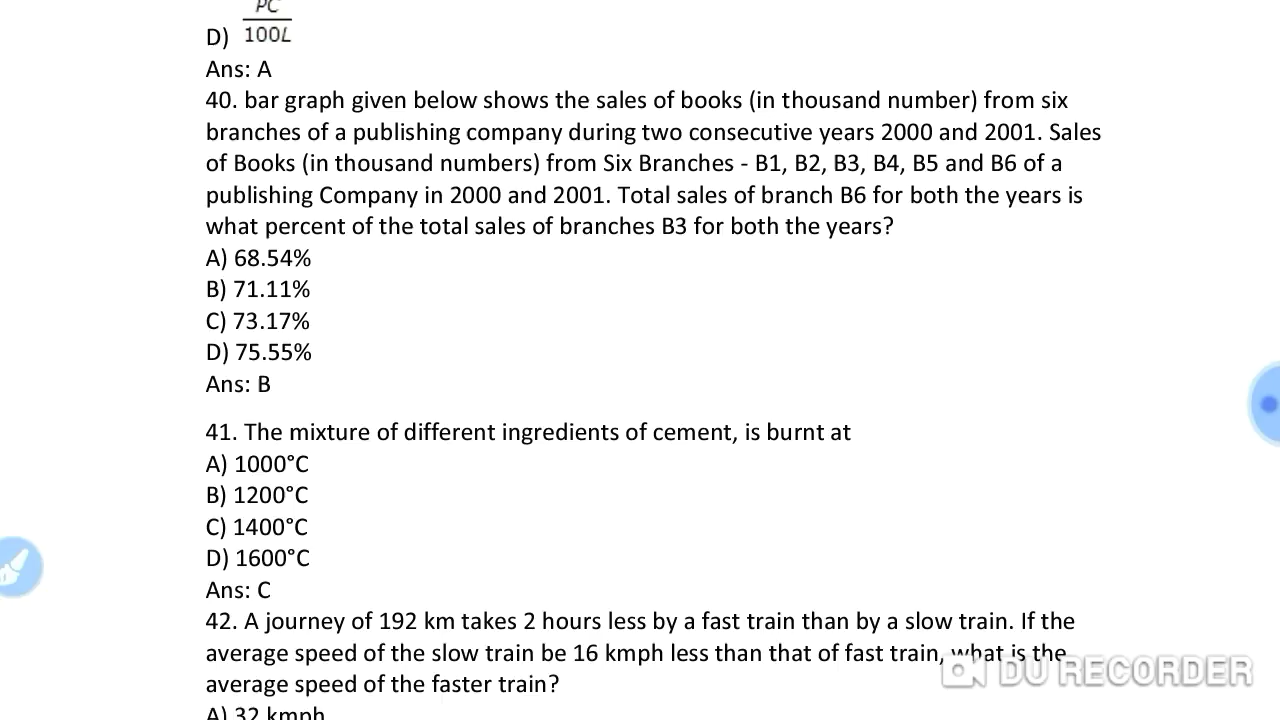 PC
D) 100L
Ans: A
40. bar graph given below shows the sales of books (in thousand number) from six
branches of a publishing company during two consecutive years 2000 and 2001. Sales
of Books (in thousand numbers) from Six Branches - B1, B2, B3, B4, B5 and B6 of a
publishing Company in 2000 and 2001. Total sales of branch B6 for both the years is
what percent of the total sales of branches B3 for both the years?
A) 68.54%
B) 71.11%
C) 73.17%
D) 75.55%
Ans: B
41. The mixture of different ingredients of cement, is burnt at
A) 1000°C
B) 1200°C
C) 1400°C
D) 1600°C
Ans: C
42. A journey of 192 km takes 2 hours less by a fast train than by a slow train. If the
average speed of the slow train be 16 kmph less than that of fast train, what is the
average speed of the faster train?
A) 32 kmph
DU RECORDER